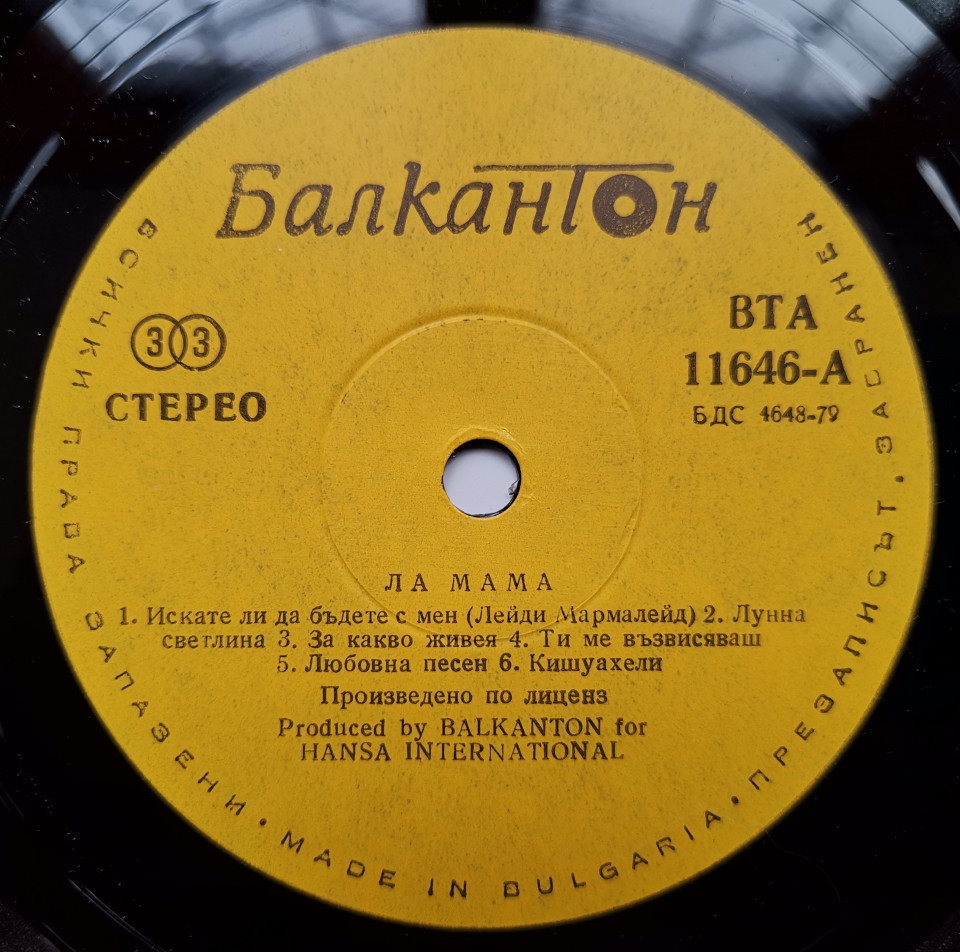 Балкантон
33
СТЕРЕО
ВТА
11646-А
БДС 4648-79
ЛА МАМА
1. Искате ли да бъдете с мен (Лейди Мармалейд) 2. Лунна
светлина 3. За какво живея 4. Ти ме възвисяваш
5. Любовна песен 6. Кишуахели
Произведено по лиценз
Produced by BALKANTON for
HANSA INTERNATIONAL
ВСИЧКИ ПРАВА ЗАПАЗЕНИ • MADE IN BULGARIA • ПРЕЗАПИСЪТ ЗАБРАНЕН